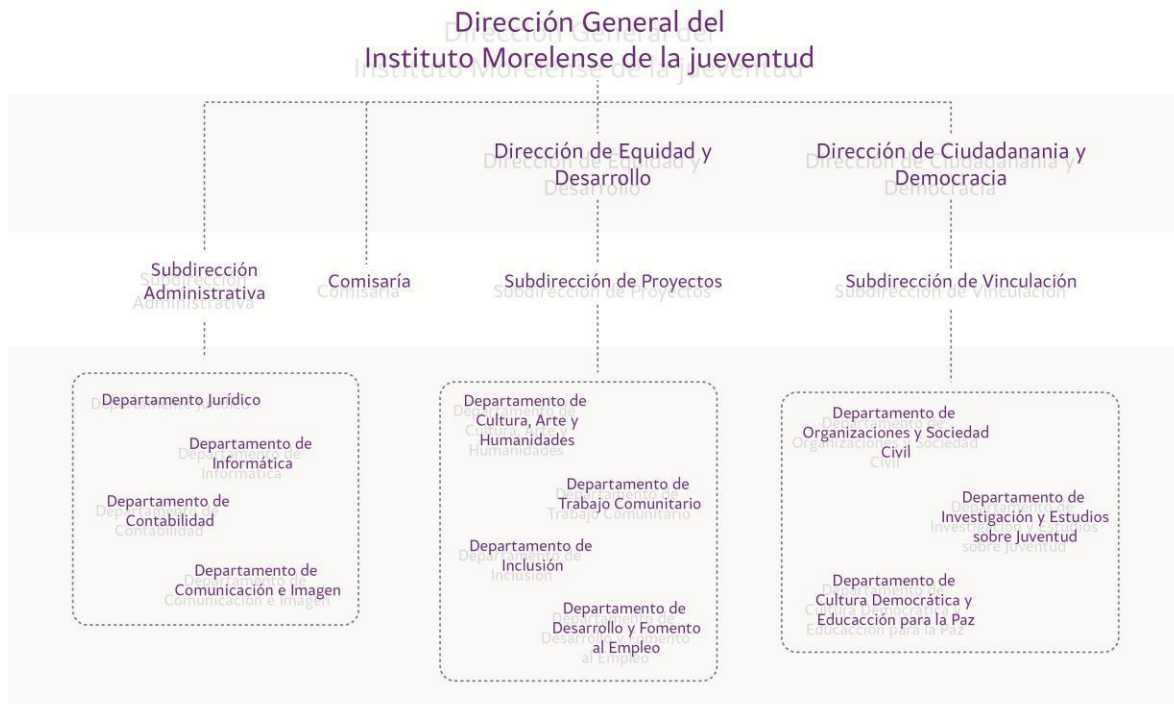 Dirección General del
Instituto Morelense de la jueventud
Dirección de Equidad y
Desarrollo
Dirección de Ciudadanania y
Democracia
Subdirección
Administrativa
Comisaría
Subdirección de Proyectos
Subdirección de Vinculación
Departamento Jurídico
Departamento de
Informática
Departamento de
Contabilidad
Departamento de
Comunicación e Imagen
Departamento de
Cultura, Arte y
Humanidades
Departamento de
Trabajo Comunitario
Departamento de
Inclusión
Departamento de
Desarrollo y Fomento
al Empleo
Departamento de
Organizaciones y Sociedad
Civil
Departamento de
Investigación y Estudios
sobre Juventud
Departamento de
Cultura Democrática y
Educacción para la Paz